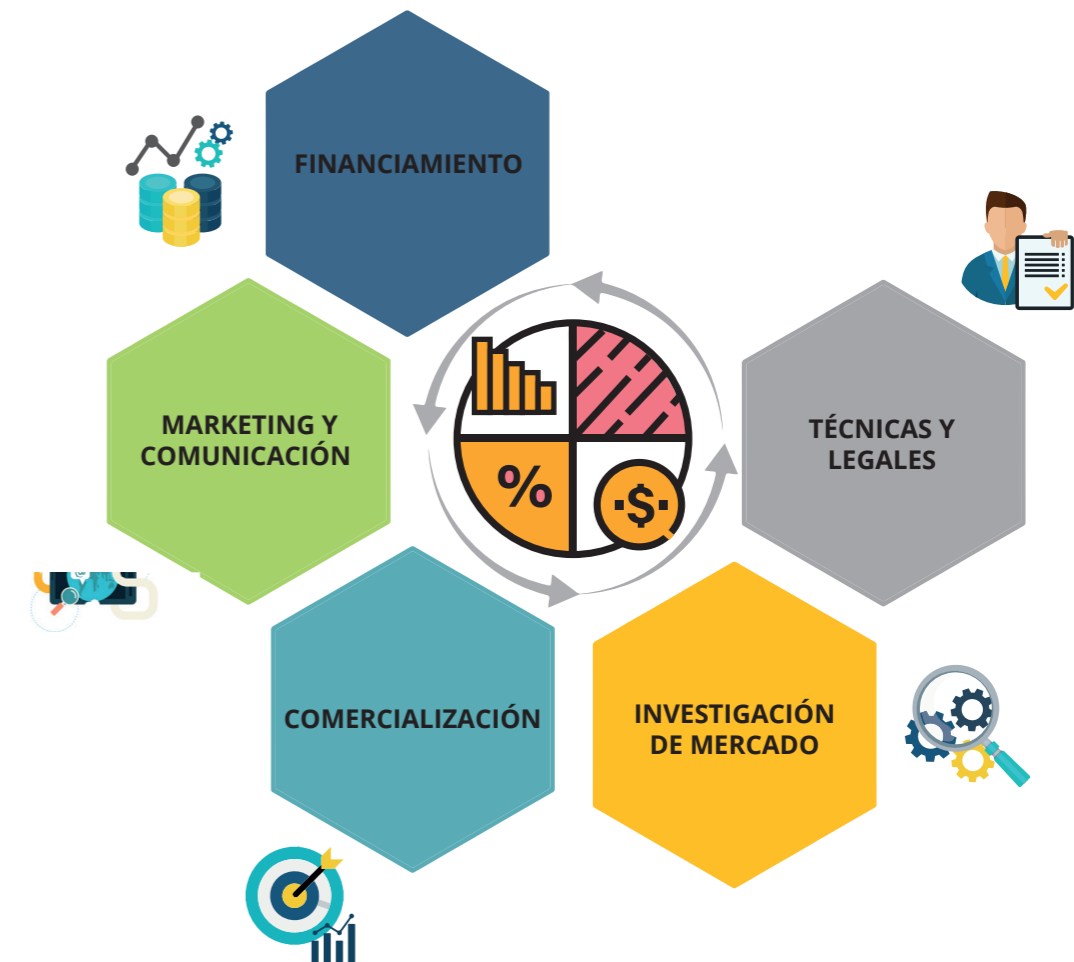 FINANCIAMIENTO
MARKETING Y
COMUNICACIÓN
TÉCNICAS Y
LEGALES
%
$
COMERCIALIZACIÓN
INVESTIGACIÓN
DE MERCADO